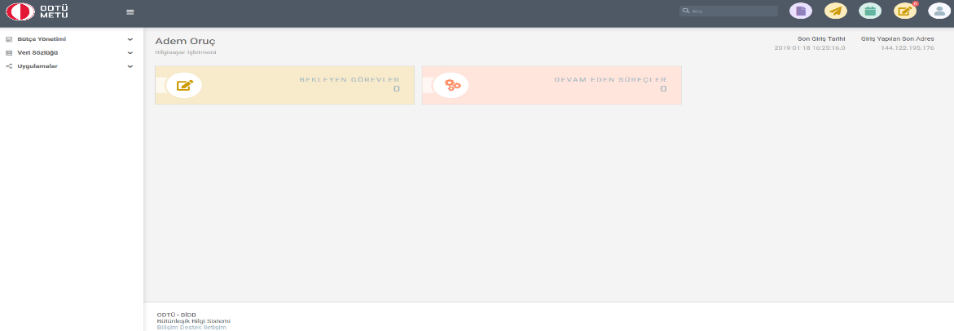 ODTÜ
METU
Ara
0
Bütçe Yönetimi
Veri Sözlüğü
Uygulamalar
Adem Oruç
Bilgisayar İşletmeni
Son Giriş Tarihi
2019 01 18 10:25:16.0
Giriş Yapılan Son Adres
144.122.195.176
BEKLEYEN GÖREVLER
0
DEVAM EDEN SÜREÇLER
0
ODTÜ - BİDB
Bütünleşik Bilgi Sistemi
Bilişim Destek İletişim